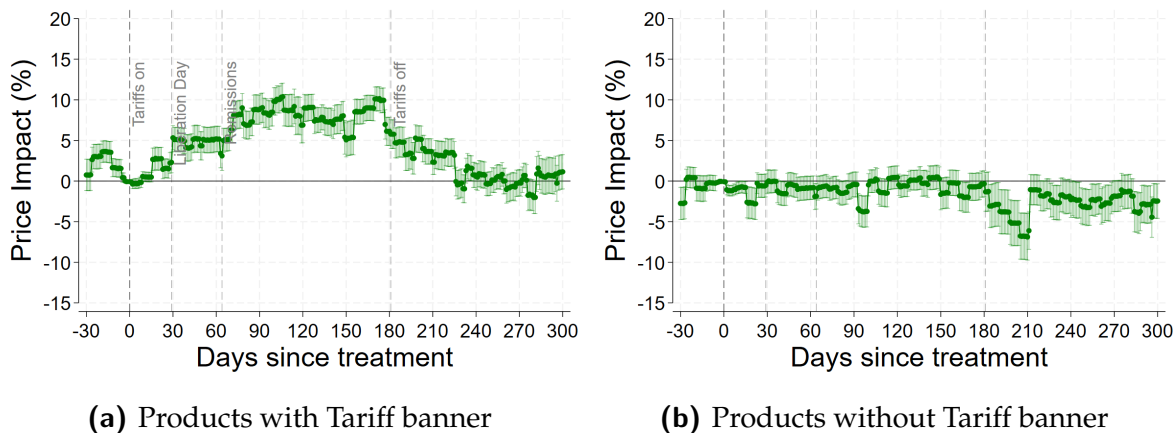 20
15
10
5
0
-5
-10
-15
Price Impact (%)
Tariffs on
Liberation Day
Remissions
Tariffs off
-30 0 30 60 90 120 150 180 210 240 270 300
Days since treatment
(a) Products with Tariff banner
20
15
10
5
0
-5
-10
-15
Price Impact (%)
-30 0 30 60 90 120 150 180 210 240 270 300
Days since treatment
(b) Products without Tariff banner